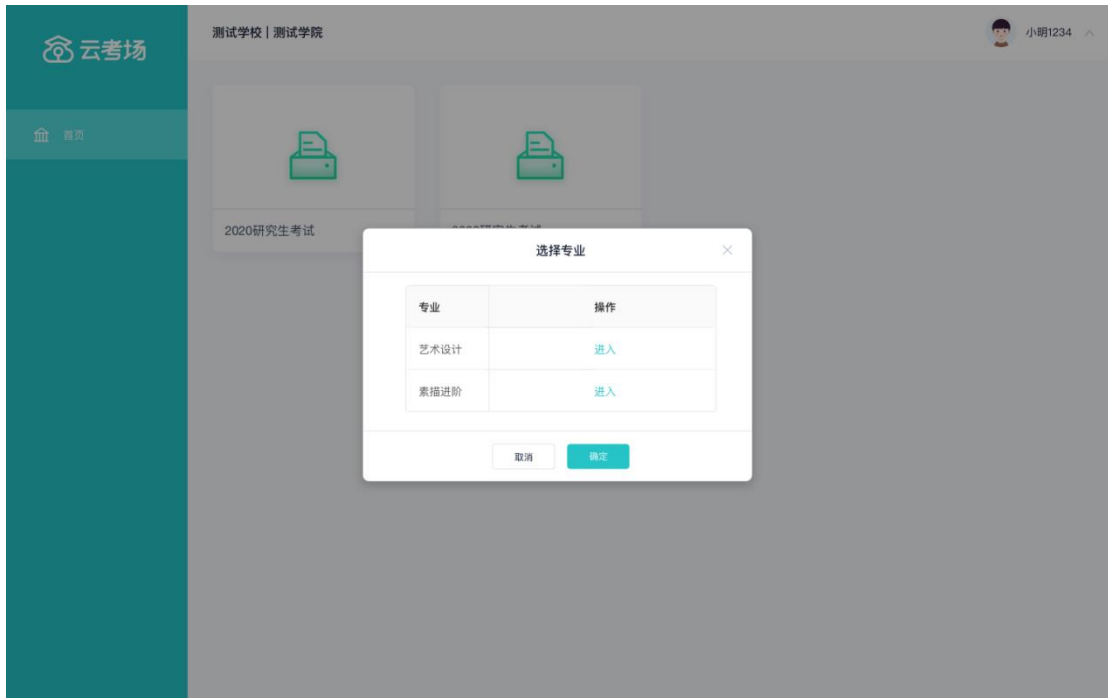 云考场
测试学校 | 测试学院
小明1234
首页
2020研究生考试
选择专业
专业 操作
艺术设计 进入
素描进阶 进入
取消 确定